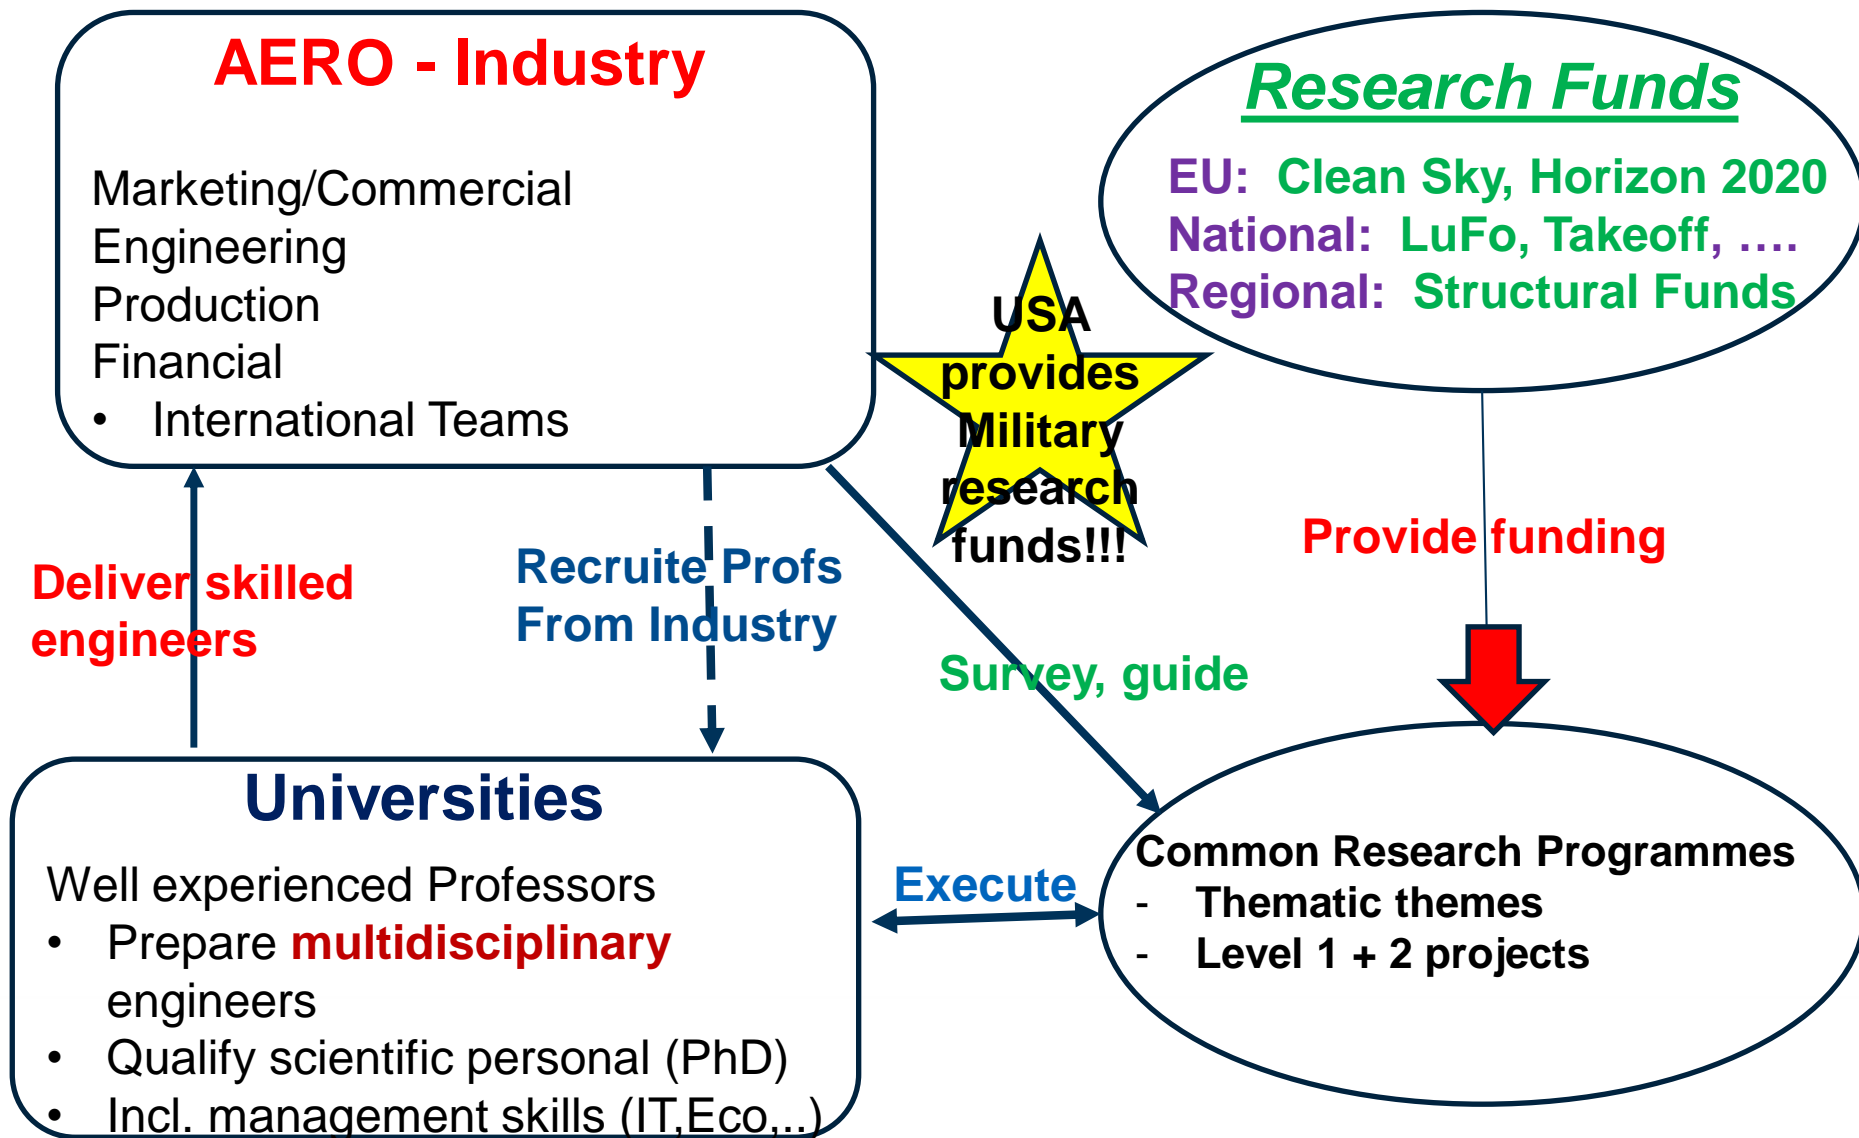 AERO - Industry
Marketing/Commercial
Engineering
Production
Financial
• International Teams
Research Funds
EU: Clean Sky, Horizon 2020
National: LuFo, Takeoff, ….
Regional: Structural Funds
USA
provides
Military
research
funds!!!
Deliver skilled
engineers
Recruite Profs
From Industry
Survey, guide
Provide funding
Universities
Well experienced Professors
• Prepare multidisciplinary
engineers
• Qualify scientific personal (PhD)
• Incl. management skills (IT,Eco,..)
Execute
Common Research Programmes
- Thematic themes
- Level 1 + 2 projects